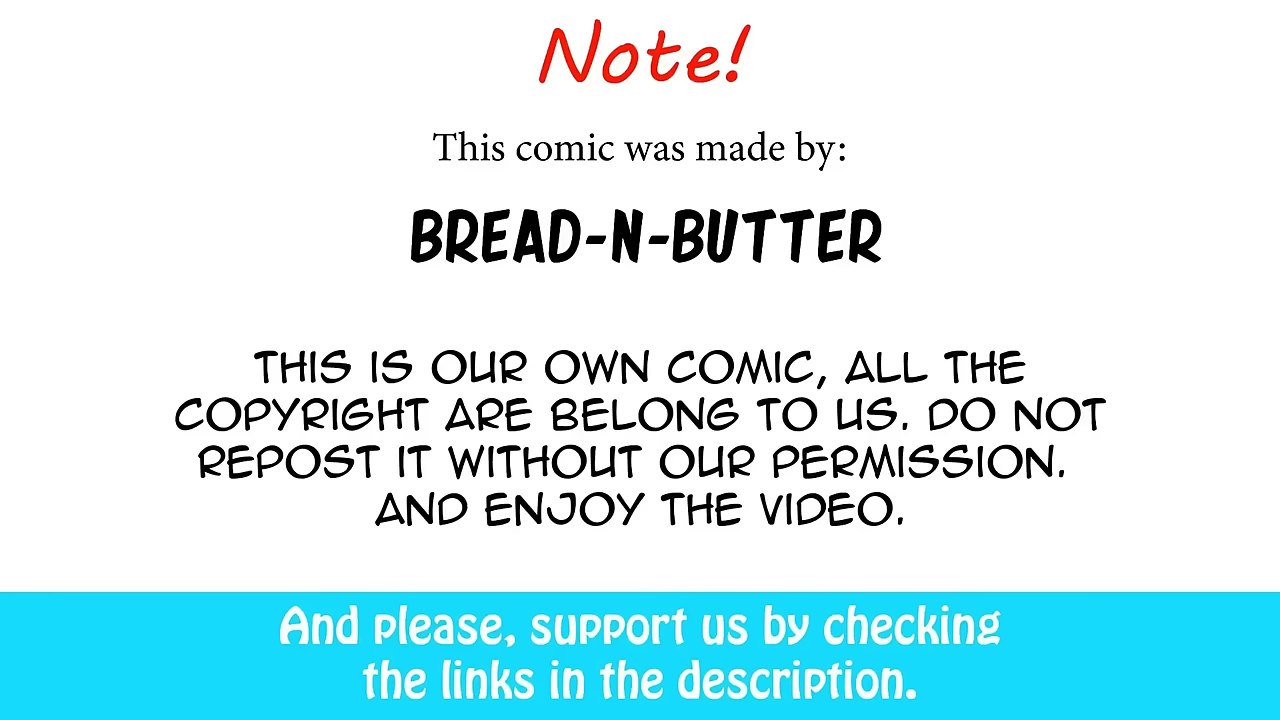 Note!
This comic was made by:
BREAD-N-BUTTER
THIS IS OUR OWN COMIC, ALL THE
COPYRIGHT ARE BELONG TO US. DO NOT
REPOST IT WITHOUT OUR PERMISSION.
AND ENJOY THE VIDEO.
And please, support us by checking
the links in the description.